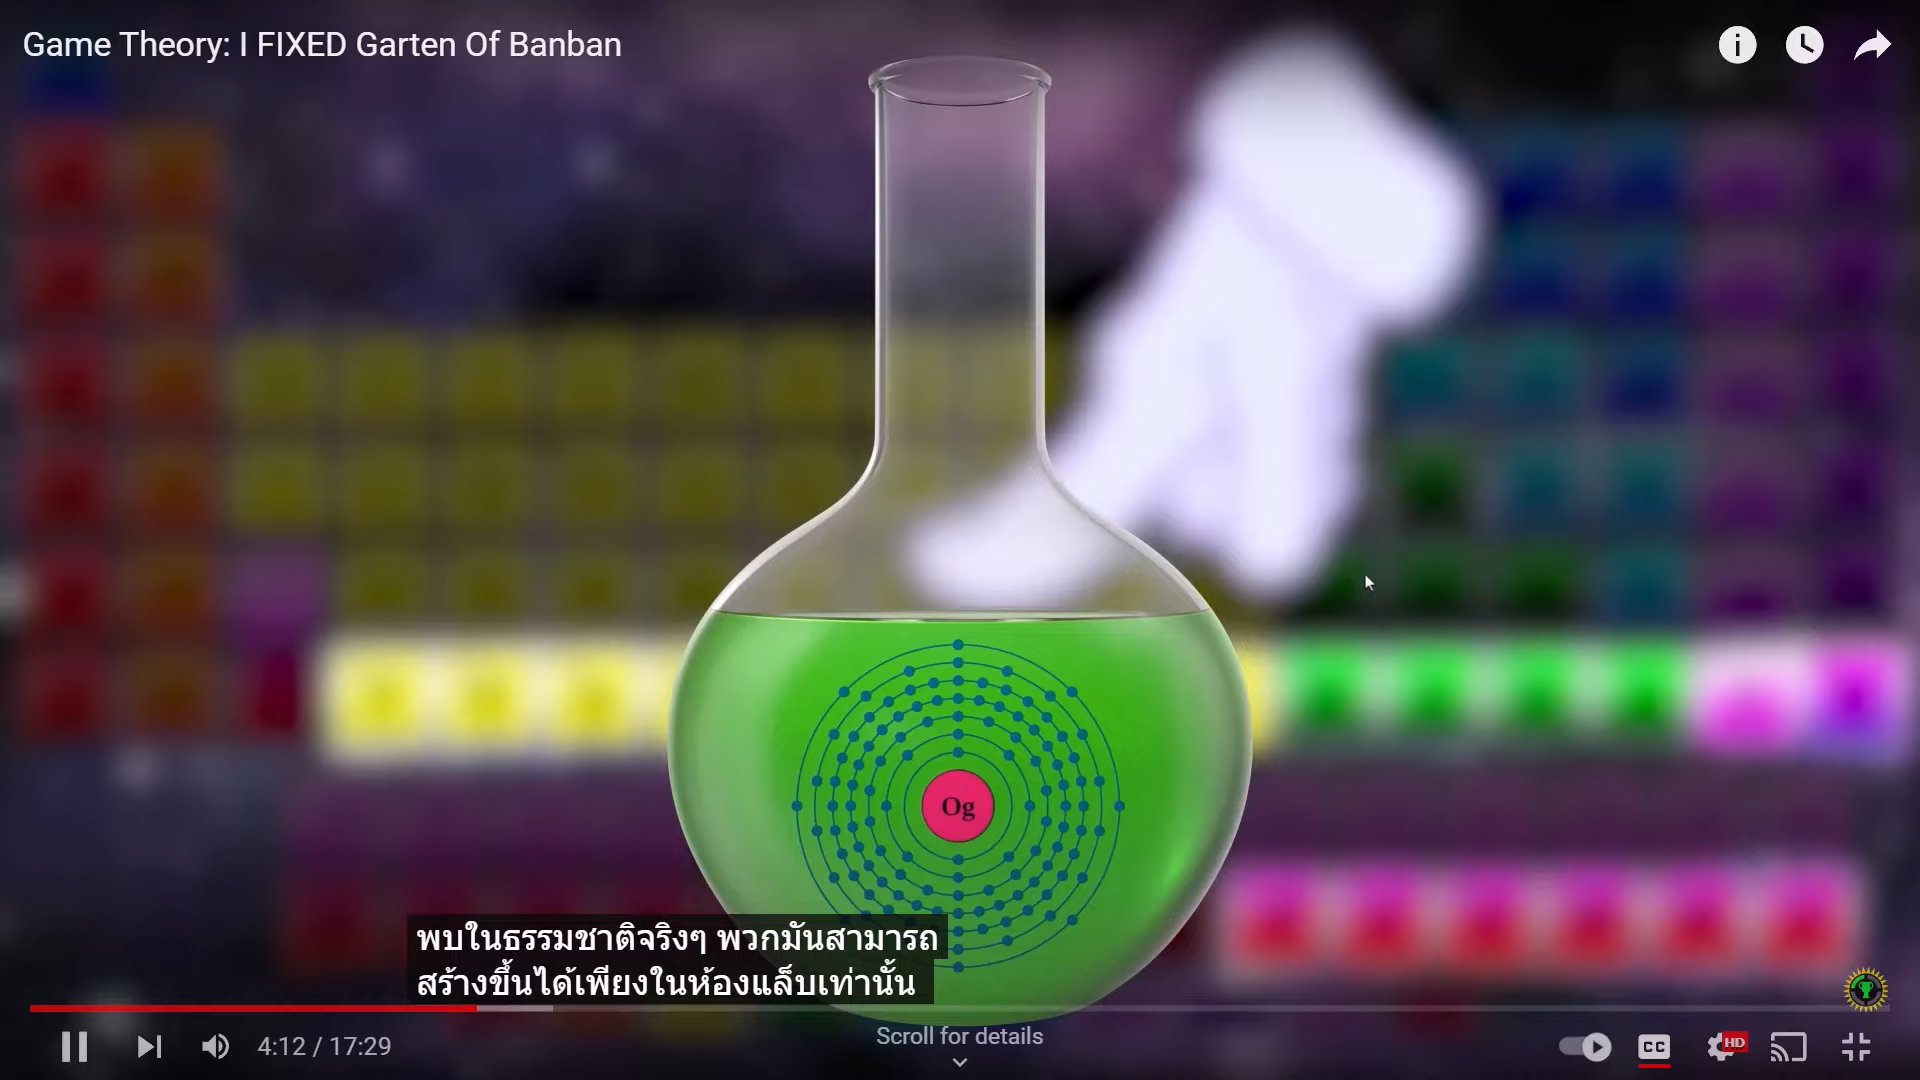 Game Theory: I FIXED Garten Of Banban
Og
พบในธรรมชาติจริงๆ พวกมันสามารถ
สร้างขึ้นได้เพียงในห้องแล็บเท่านั้น
4:12 / 17:29
Scroll for details
CC
HD